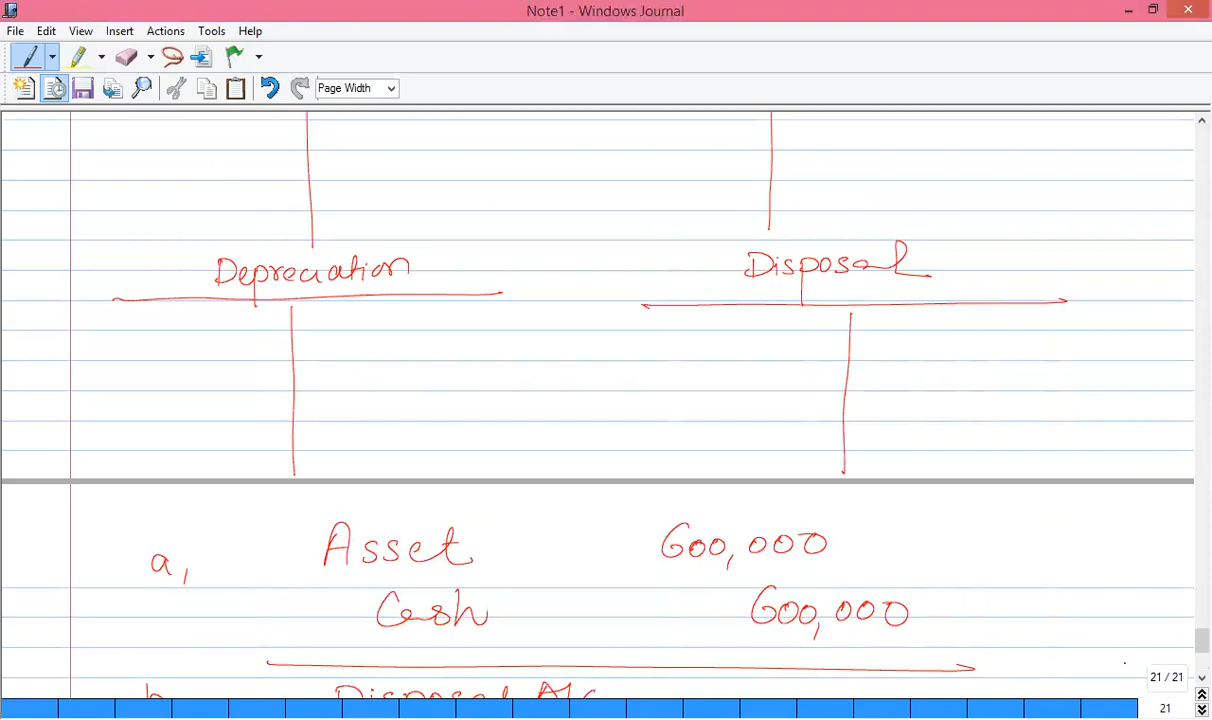 Note1 - Windows Journal
File Edit View Insert Actions Tools Help
Page Width
Depreciation Disposal
a, Asset 600,000
Cash 600,000
b Disposal A/c
21 / 21
21